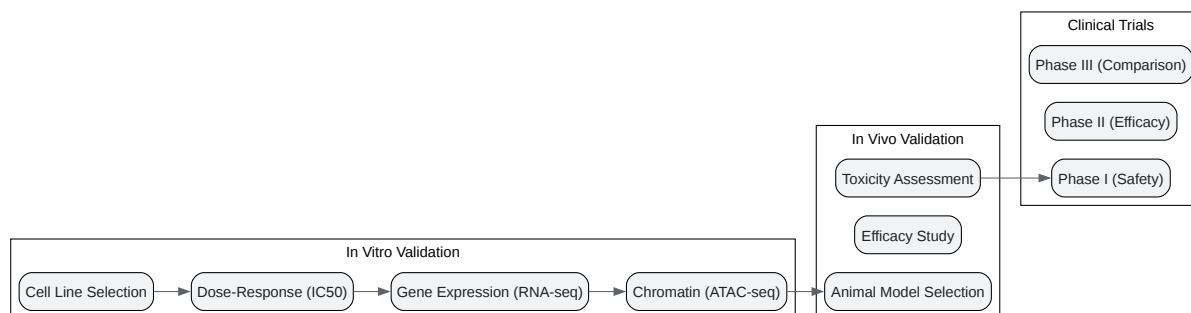 Clinical Trials
Phase III (Comparison)
Phase II (Efficacy)
Phase I (Safety)
In Vivo Validation
Toxicity Assessment
Efficacy Study
Animal Model Selection
In Vitro Validation
Cell Line Selection
Dose-Response (IC50)
Gene Expression (RNA-seq)
Chromatin (ATAC-seq)